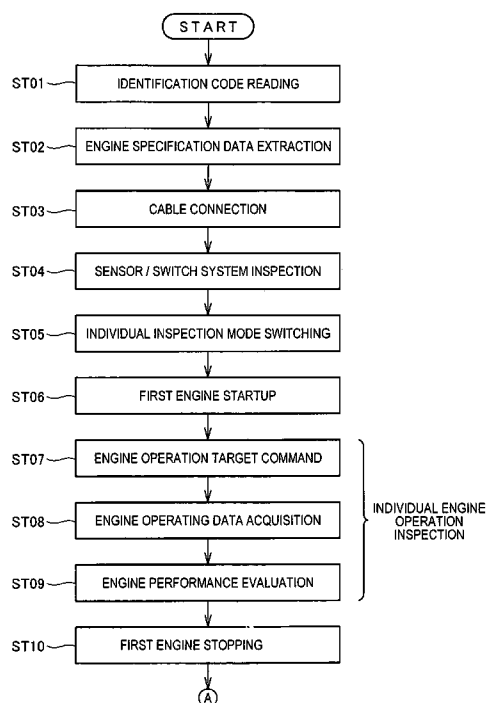 START
ST01 IDENTIFICATION CODE READING
ST02 ENGINE SPECIFICATION DATA EXTRACTION
ST03 CABLE CONNECTION
ST04 SENSOR / SWITCH SYSTEM INSPECTION
ST05 INDIVIDUAL INSPECTION MODE SWITCHING
ST06 FIRST ENGINE STARTUP
ST07 ENGINE OPERATION TARGET COMMAND
ST08 ENGINE OPERATING DATA ACQUISITION
ST09 ENGINE PERFORMANCE EVALUATION
INDIVIDUAL ENGINE
OPERATION
INSPECTION
ST10 FIRST ENGINE STOPPING
A